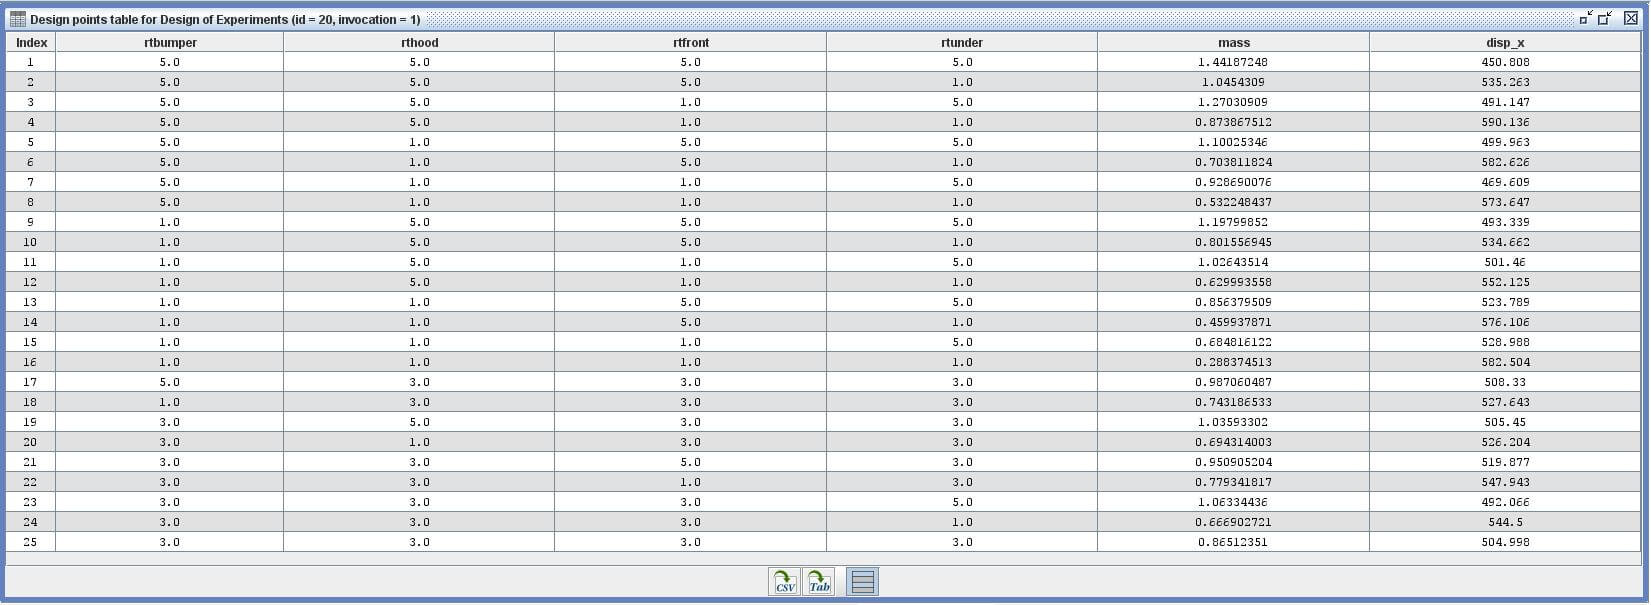 Design points table for Design of Experiments (id = 20, invocation = 1)
Index rtbumper rthood rtfront rtunder mass disp_x
1 5.0 5.0 5.0 5.0 1.44187248 450.808
2 5.0 5.0 5.0 1.0 1.0454309 535.263
3 5.0 5.0 1.0 5.0 1.27030909 491.147
4 5.0 5.0 1.0 1.0 0.873867512 590.136
5 5.0 1.0 5.0 5.0 1.10025346 499.963
6 5.0 1.0 5.0 1.0 0.703811824 582.626
7 5.0 1.0 1.0 5.0 0.928690076 469.609
8 5.0 1.0 1.0 1.0 0.532248437 573.647
9 1.0 5.0 5.0 5.0 1.19799852 493.339
10 1.0 5.0 5.0 1.0 0.801556945 534.662
11 1.0 5.0 1.0 5.0 1.02643514 501.46
12 1.0 5.0 1.0 1.0 0.629993558 552.125
13 1.0 1.0 5.0 5.0 0.856379509 523.789
14 1.0 1.0 5.0 1.0 0.459937871 576.106
15 1.0 1.0 1.0 5.0 0.684816122 528.988
16 1.0 1.0 1.0 1.0 0.288374513 582.504
17 5.0 3.0 3.0 3.0 0.987060487 508.33
18 1.0 3.0 3.0 3.0 0.743186533 527.643
19 3.0 5.0 3.0 3.0 1.03593302 505.45
20 3.0 1.0 3.0 3.0 0.694314003 526.204
21 3.0 3.0 5.0 3.0 0.950905204 519.877
22 3.0 3.0 1.0 3.0 0.779341817 547.943
23 3.0 3.0 3.0 5.0 1.06334436 492.066
24 3.0 3.0 3.0 1.0 0.666902721 544.5
25 3.0 3.0 3.0 3.0 0.86512351 504.998
CSV Tab